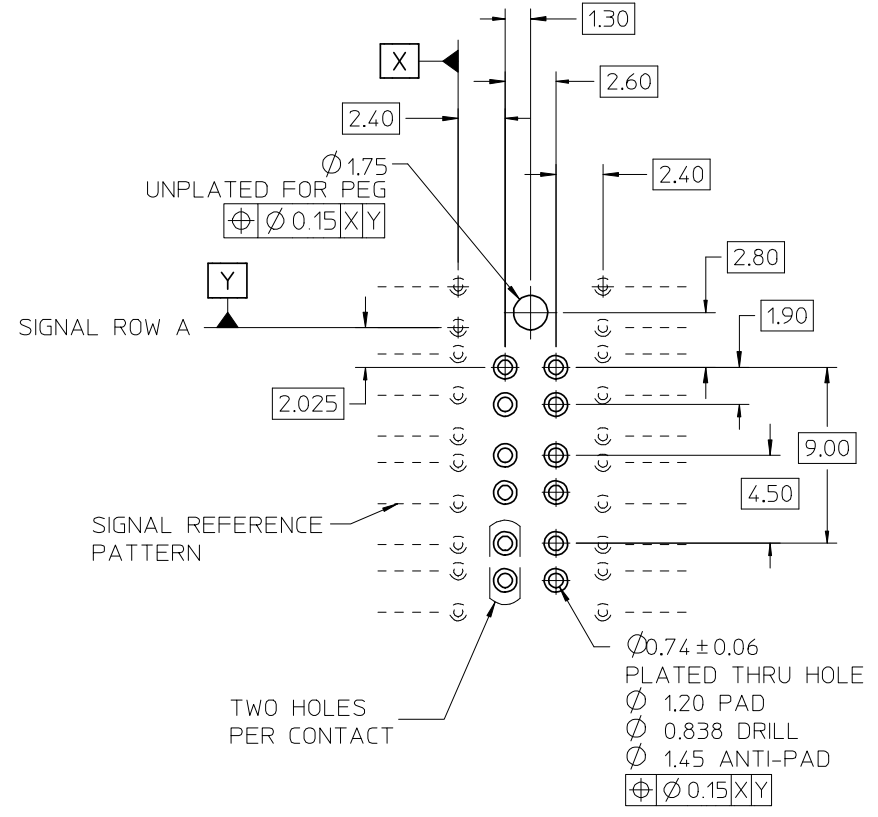 1.30
X
2.60
2.40
Ø 1.75
UNPLATED FOR PEG
⌖ Ø 0.15 X Y
2.40
2.80
Y
1.90
SIGNAL ROW A
2.025
9.00
4.50
SIGNAL REFERENCE
PATTERN
Ø0.74±0.06
PLATED THRU HOLE
Ø 1.20 PAD
Ø 0.838 DRILL
Ø 1.45 ANTI-PAD
⌖ Ø 0.15 X Y
TWO HOLES
PER CONTACT